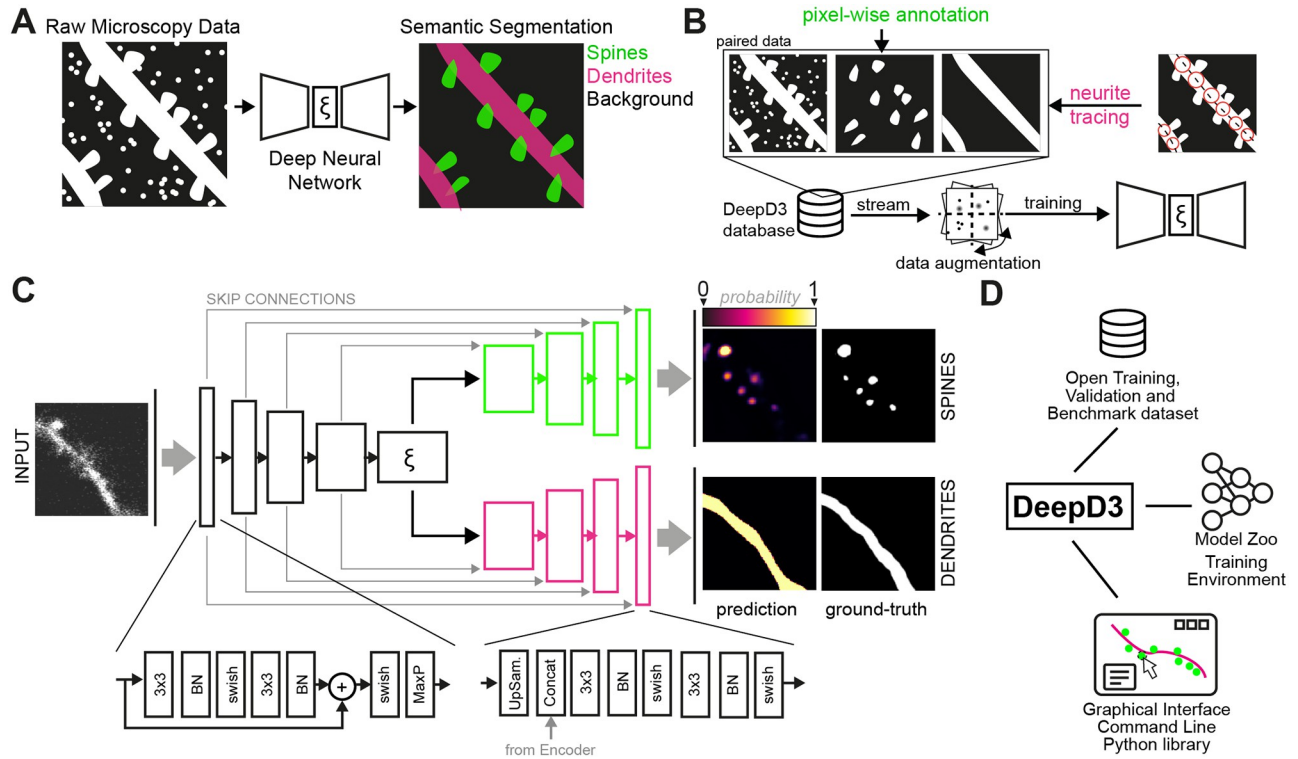 A
Raw Microscopy Data
Semantic Segmentation
Spines
Dendrites
Background
ξ
Deep Neural
Network
B
pixel-wise annotation
paired data
neurite
tracing
DeepD3
database
stream
training
ξ
data augmentation
C
SKIP CONNECTIONS
0
probability
1
INPUT
ξ
SPINES
DENDRITES
prediction
ground-truth
3x3
BN
swish
3x3
BN
+
swish
MaxP
UpSam.
Concat
3x3
BN
swish
3x3
BN
swish
from Encoder
D
Open Training,
Validation and
Benchmark dataset
DeepD3
Model Zoo
Training
Environment
Graphical Interface
Command Line
Python library